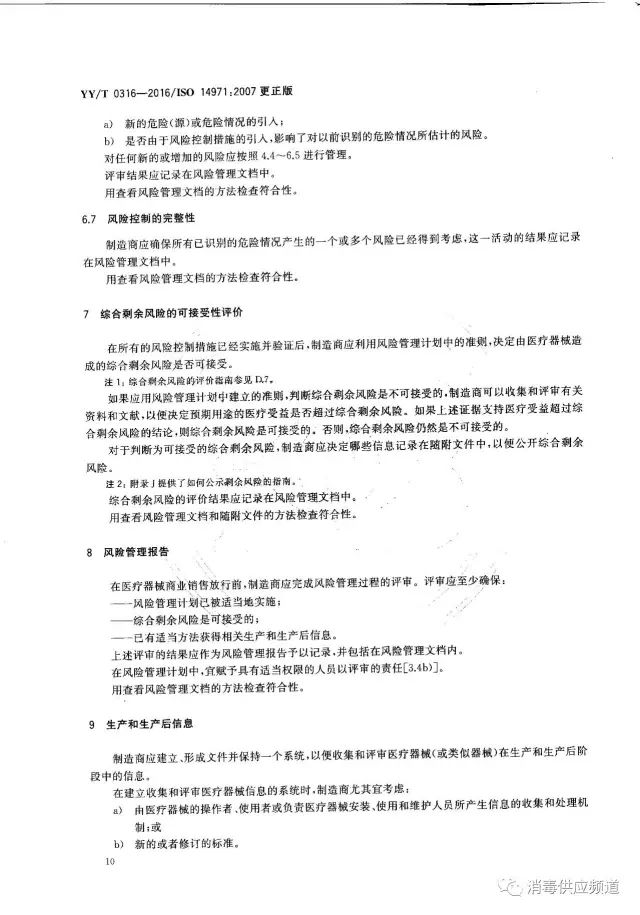 YY/T 0316—2016/ISO 14971:2007更正版
a) 新的危险(源)或危险情况的引入;
b) 是否由于风险控制措施的引入,影响了对以前识别的危险情况所估计的风险。
对任何新的或增加的风险应按照4.4~6.5进行管理。
评审结果应记录在风险管理文档中。
用查看风险管理文档的方法检查符合性。
6.7 风险控制的完整性
制造商应确保所有已识别的危险情况产生的一个或多个风险已经得到考虑,这一活动的结果应记录
在风险管理文档中。
用查看风险管理文档的方法检查符合性。
7 综合剩余风险的可接受性评价
在所有的风险控制措施已经实施并验证后,制造商应利用风险管理计划中的准则,决定由医疗器械造
成的综合剩余风险是否可接受。
注1:综合剩余风险的评价指南参见D.7。
如果应用风险管理计划中建立的准则,判断综合剩余风险是不可接受的,制造商可以收集和评审有关
资料和文献,以便决定预期用途的医疗受益是否超过综合剩余风险。如果上述证据支持医疗受益超过综
合剩余风险的结论,则综合剩余风险是可接受的。否则,综合剩余风险仍然是不可接受的。
对于判断为可接受的综合剩余风险,制造商应决定哪些信息记录在随附文件中,以便公开综合剩余
风险。
注2:附录J提供了如何公示剩余风险的指南。
综合剩余风险的评价结果应记录在风险管理文档中。
用查看风险管理文档和随附文件的方法检查符合性。
8 风险管理报告
在医疗器械商业销售放行前,制造商应完成风险管理过程的评审。评审应至少确保:
——风险管理计划已被适当地实施;
——综合剩余风险是可接受的;
——已有适当方法获得相关生产和生产后信息。
上述评审的结果应作为风险管理报告予以记录,并包括在风险管理文档内。
在风险管理计划中,宜赋予具有适当权限的人员以评审的责任[3.4b)]。
用查看风险管理文档的方法检查符合性。
9 生产和生产后信息
制造商应建立、形成文件并保持一个系统,以便收集和评审医疗器械(或类似器械)在生产和生产后阶
段中的信息。
在建立收集和评审医疗器械信息的系统时,制造商尤其宜考虑:
a) 由医疗器械的操作者、使用者或负责医疗器械安装、使用和维护人员所产生信息的收集和处理机
制;或
b) 新的或者修订的标准。
10
消毒供应频道